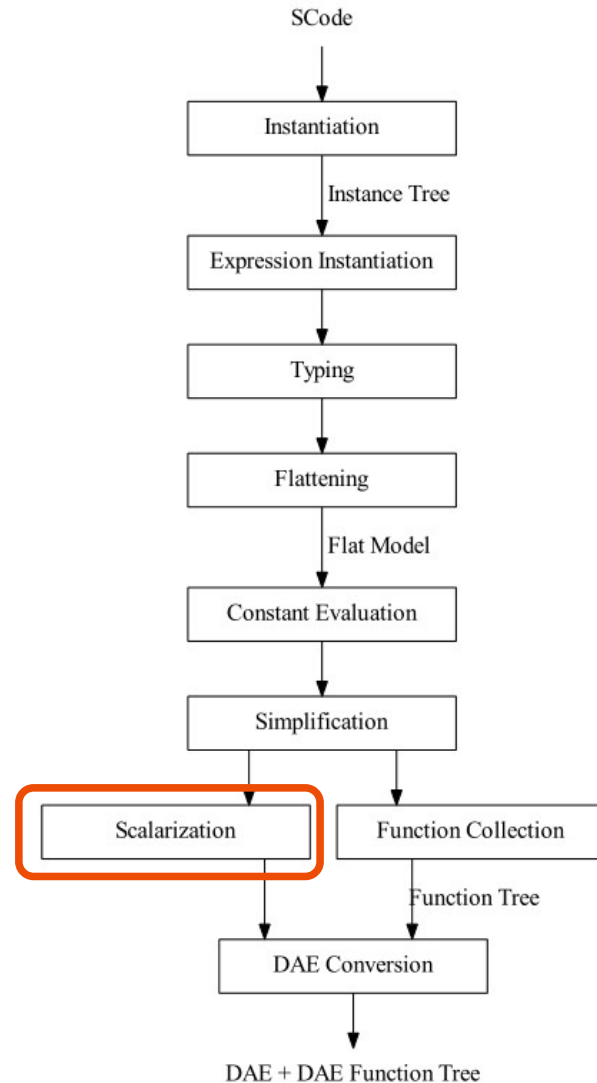 SCode
Instantiation
Instance Tree
Expression Instantiation
Typing
Flattening
Flat Model
Constant Evaluation
Simplification
Scalarization
Function Collection
Function Tree
DAE Conversion
DAE + DAE Function Tree